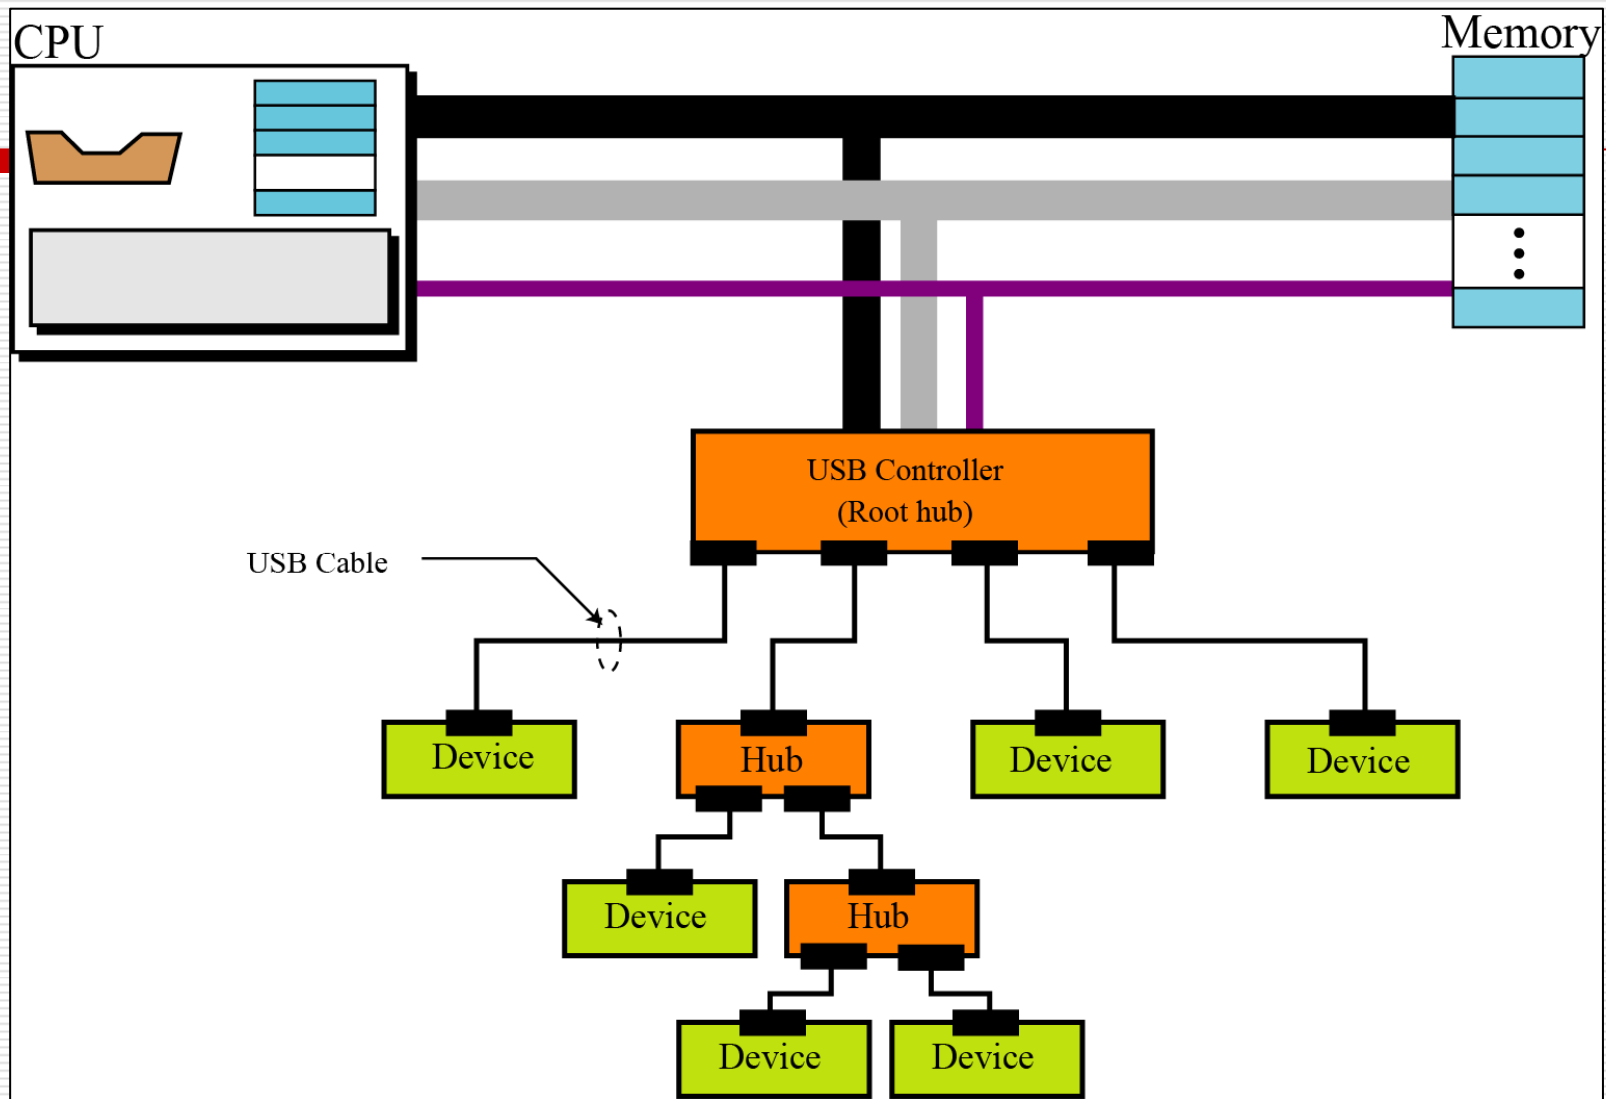 CPU
Memory
USB Controller
(Root hub)
USB Cable
Device
Hub
Device
Device
Device
Hub
Device
Device